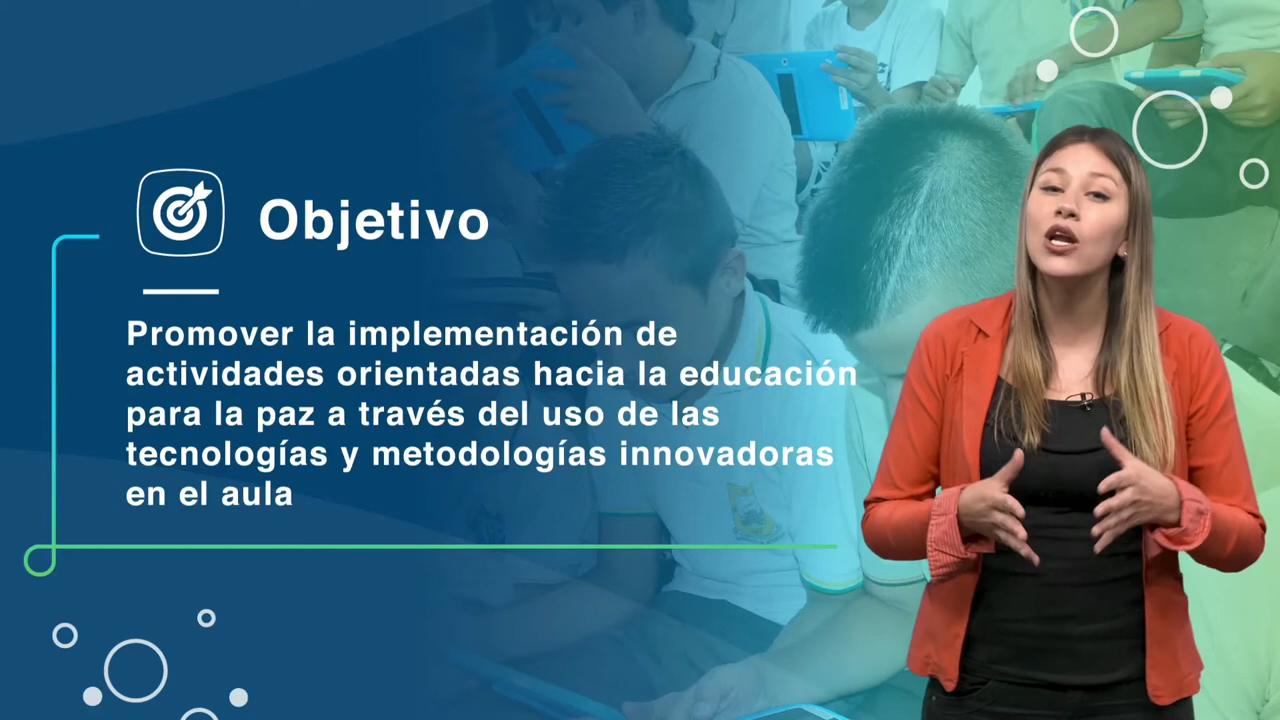 Objetivo
Promover la implementación de
actividades orientadas hacia la educación
para la paz a través del uso de las
tecnologías y metodologías innovadoras
en el aula